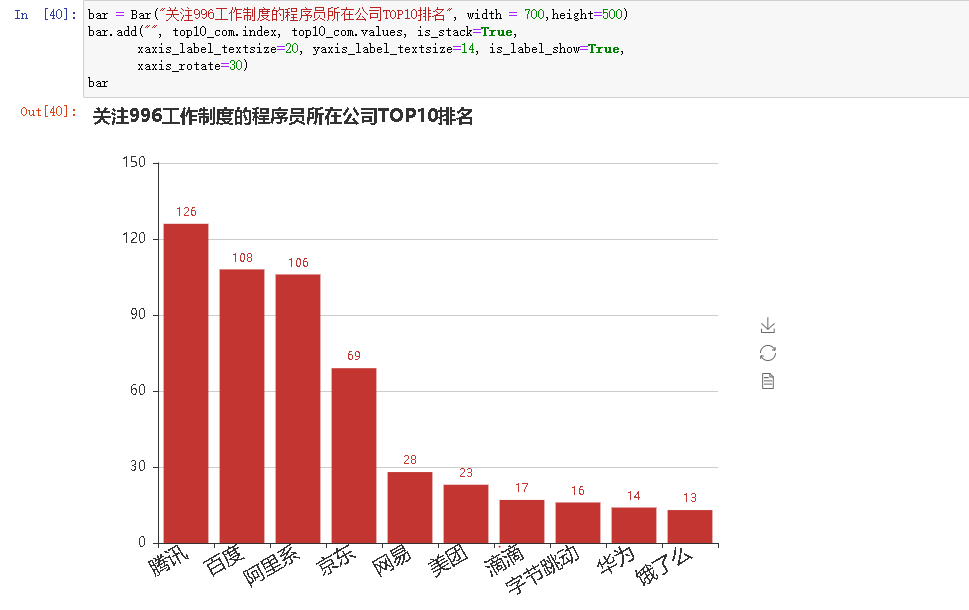 In [40]: bar = Bar("关注996工作制度的程序员所在公司TOP10排名", width = 700,height=500)
bar.add("", top10_com.index, top10_com.values, is_stack=True,
xaxis_label_textsize=20, yaxis_label_textsize=14, is_label_show=True,
xaxis_rotate=30)
bar
Out[40]: 关注996工作制度的程序员所在公司TOP10排名
150
126
120
108
106
90
69
60
30
28
23
17
16
14
13
0
腾讯
百度
阿里系
京东
网易
美团
滴滴
字节跳动
华为
饿了么